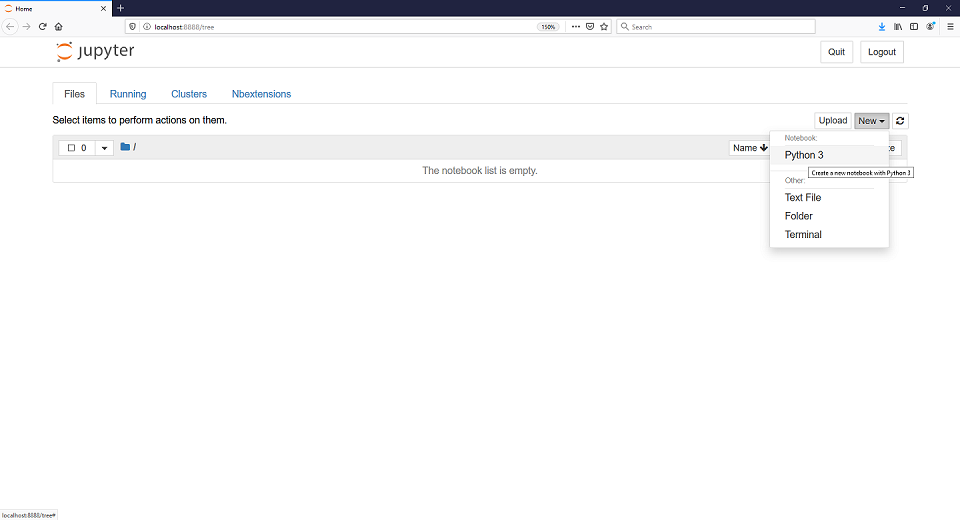 Home
localhost:8888/tree
150%
Search
jupyter
Quit
Logout
Files
Running
Clusters
Nbextensions
Select items to perform actions on them.
Upload
New
0
/
Name
Notebook:
Python 3
Create a new notebook with Python 3
Other:
Text File
Folder
Terminal
The notebook list is empty.
localhost:8888/tree#